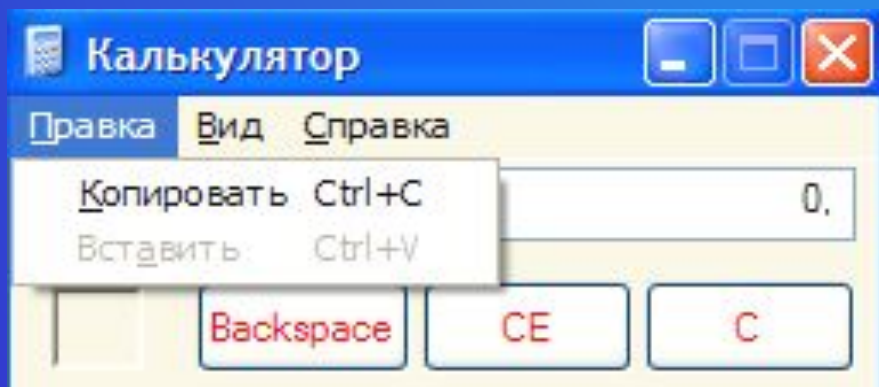 Калькулятор
Правка Вид Справка
Копировать Ctrl+C
0,
Вставить Ctrl+V
Backspace CE C